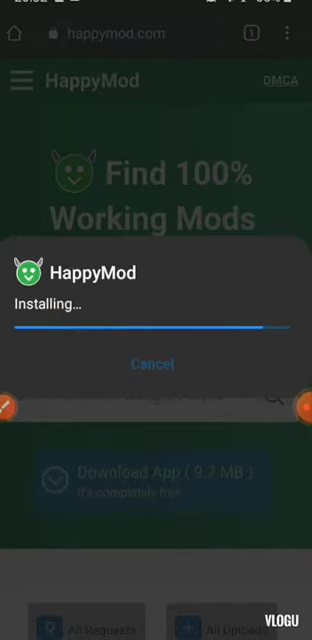 happymod.com
1
HappyMod
DMCA
Find 100%
Working Mods
HappyMod
Installing...
Cancel
Download App ( 9.7 MB )
It's completely free
All Requests
All Uploads
VLOGU